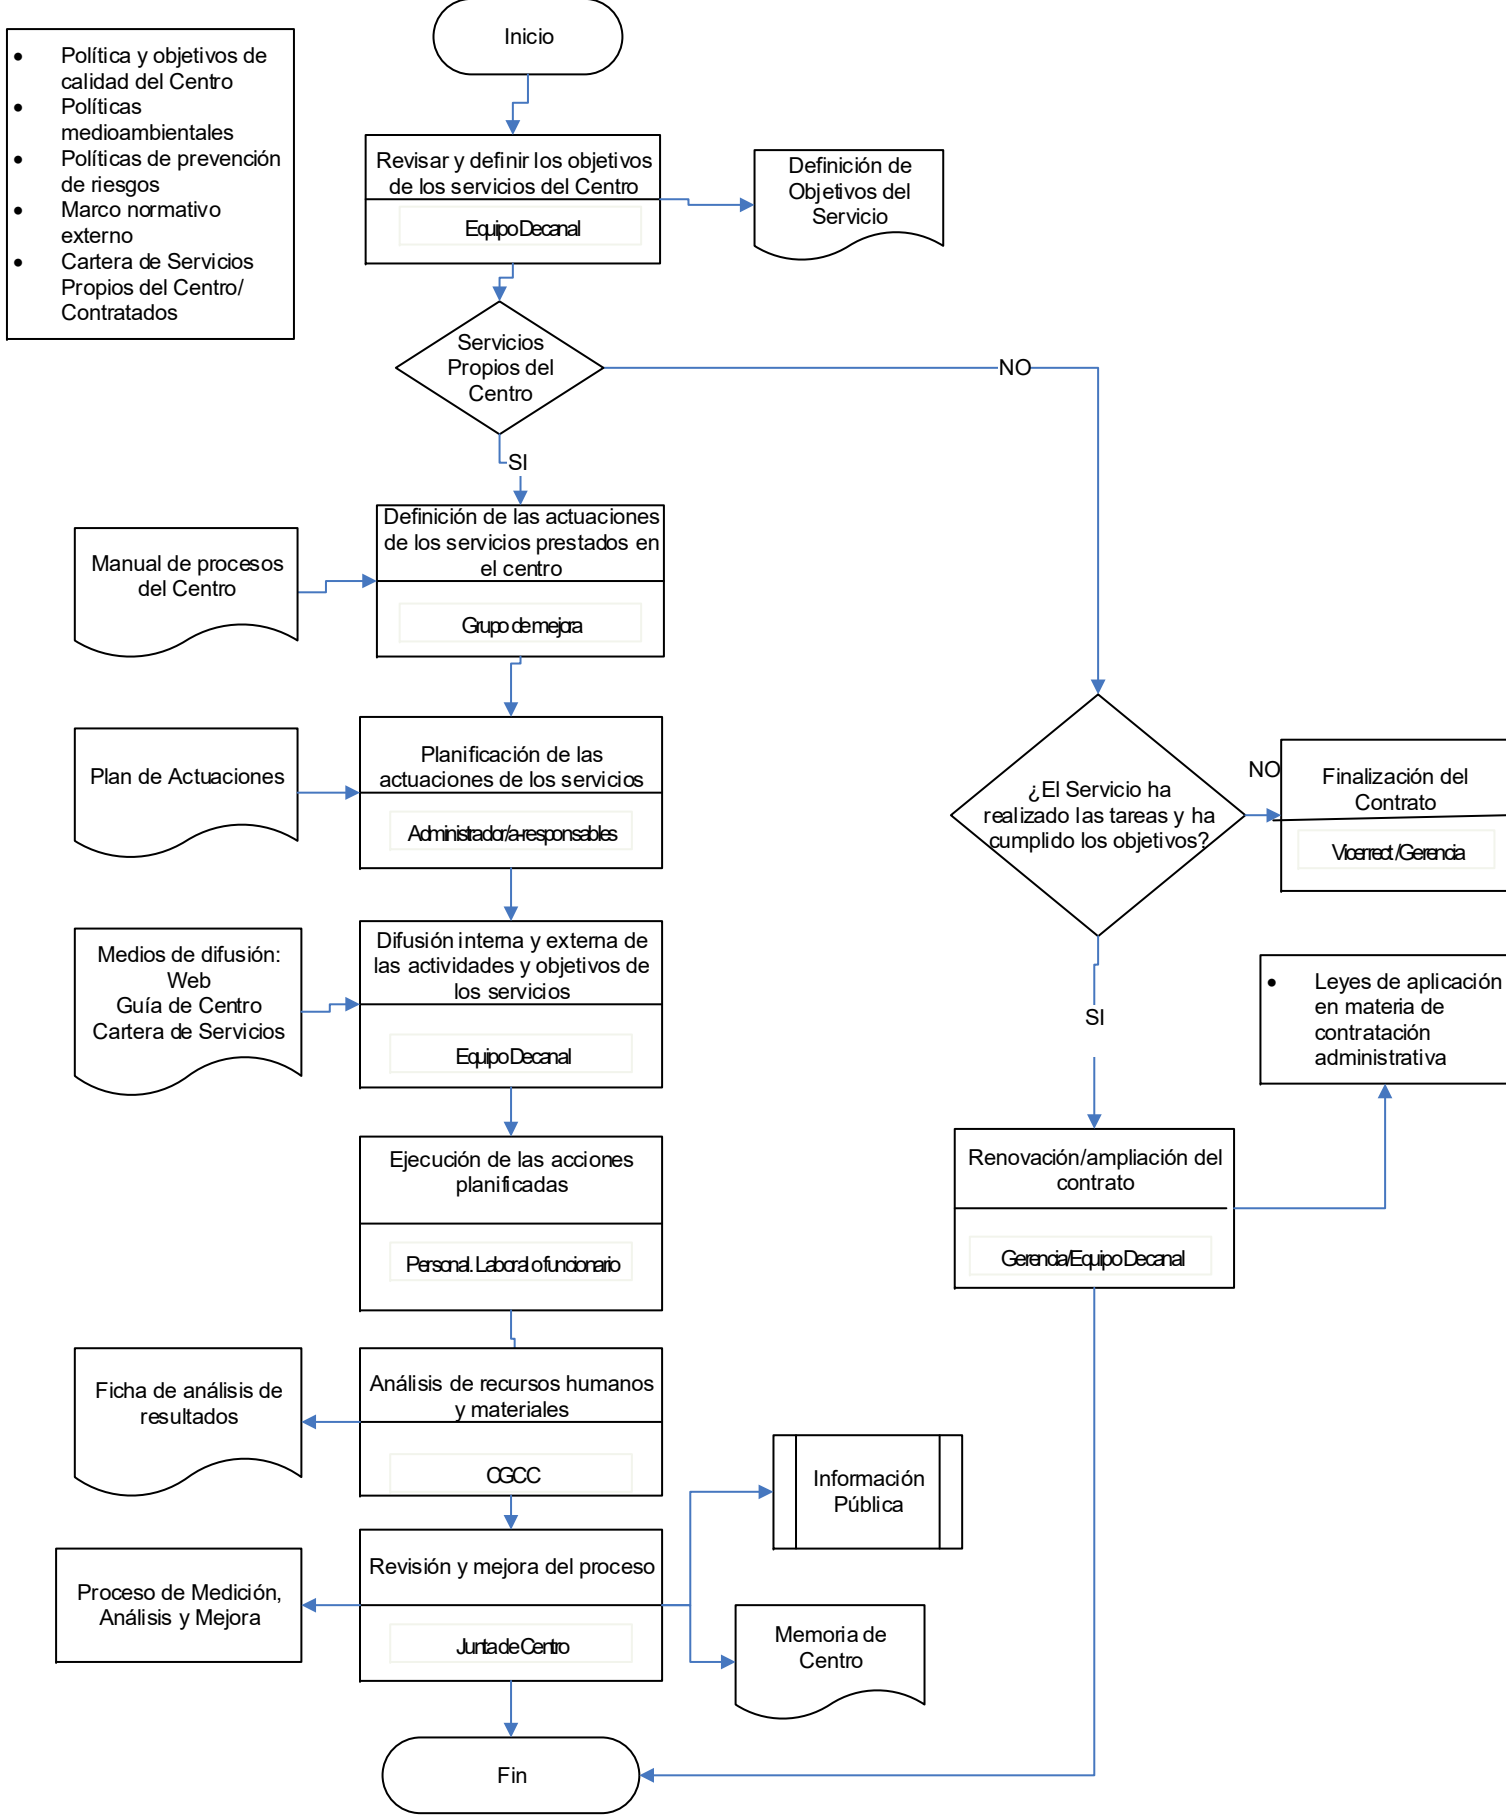 Inicio
• Política y objetivos de
calidad del Centro
• Políticas
medioambientales
• Políticas de prevención
de riesgos
• Marco normativo
externo
• Cartera de Servicios
Propios del Centro/
Contratados
Revisar y definir los objetivos
de los servicios del Centro
Equipo Decanal
Definición de
Objetivos del
Servicio
Servicios
Propios del
Centro
NO
SI
Definición de las actuaciones
de los servicios prestados en
el centro
Grupo de mejora
Manual de procesos
del Centro
Planificación de las
actuaciones de los servicios
Administrador/a-responsables
Plan de Actuaciones
¿El Servicio ha
realizado las tareas y ha
cumplido los objetivos?
NO
Finalización del
Contrato
Vicerrect./Gerencia
Difusión interna y externa de
las actividades y objetivos de
los servicios
Equipo Decanal
Medios de difusión:
Web
Guía de Centro
Cartera de Servicios
SI
• Leyes de aplicación
en materia de
contratación
administrativa
Ejecución de las acciones
planificadas
Personal. Laboral o funcionario
Renovación/ampliación del
contrato
Gerencia/Equipo Decanal
Análisis de recursos humanos
y materiales
CGCC
Ficha de análisis de
resultados
Información
Pública
Revisión y mejora del proceso
Junta de Centro
Proceso de Medición,
Análisis y Mejora
Memoria de
Centro
Fin